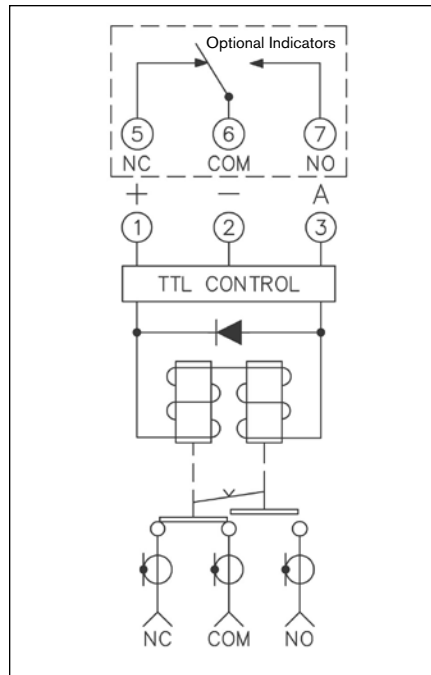 Optional Indicators
5 6 7
NC COM NO
+ − A
1 2 3
TTL CONTROL
NC COM NO